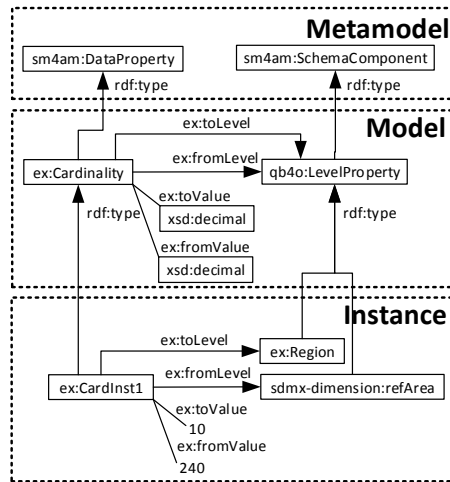 Metamodel
sm4am:DataProperty
sm4am:SchemaComponent
rdf:type
rdf:type
Model
ex:toLevel
ex:fromLevel
ex:Cardinality
qb4o:LevelProperty
ex:toValue
rdf:type
rdf:type
xsd:decimal
ex:fromValue
xsd:decimal
Instance
ex:toLevel
ex:Region
ex:fromLevel
ex:CardInst1
sdmx-dimension:refArea
ex:toValue
10
ex:fromValue
240